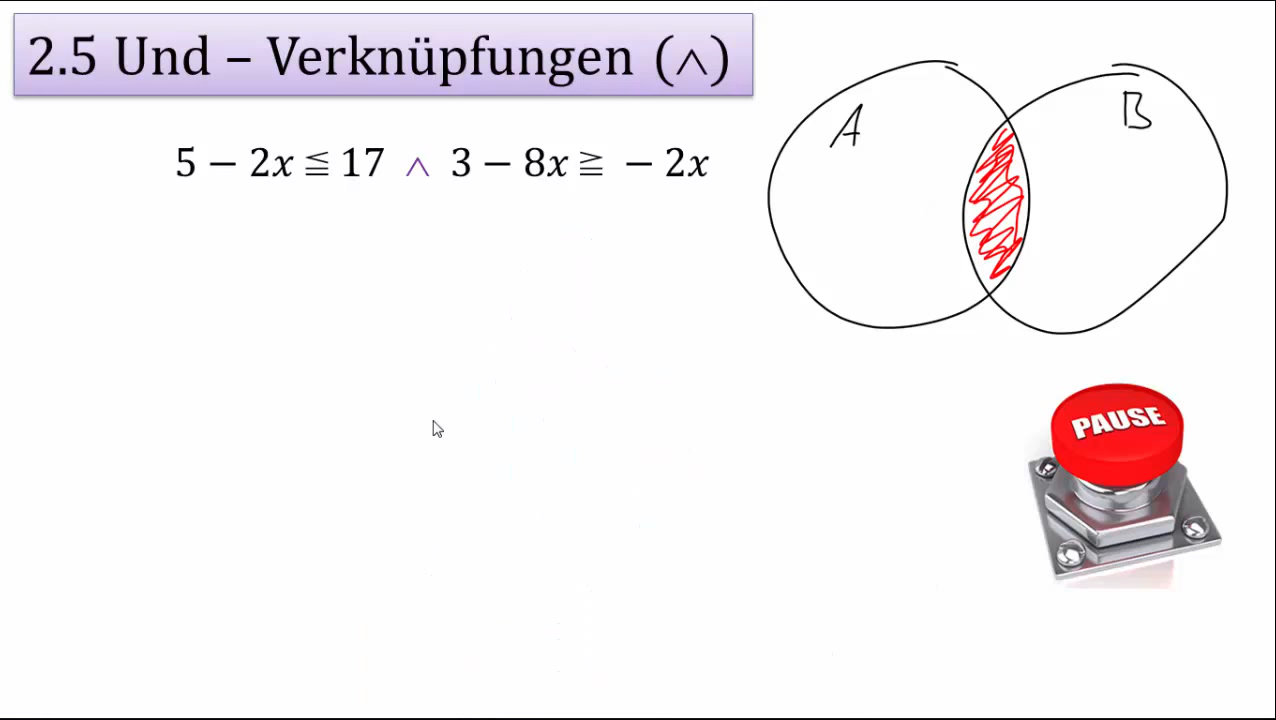 2.5 Und – Verknüpfungen (∧)
5 − 2x ≦ 17 ∧ 3 − 8x ≧ − 2x
A
B
PAUSE